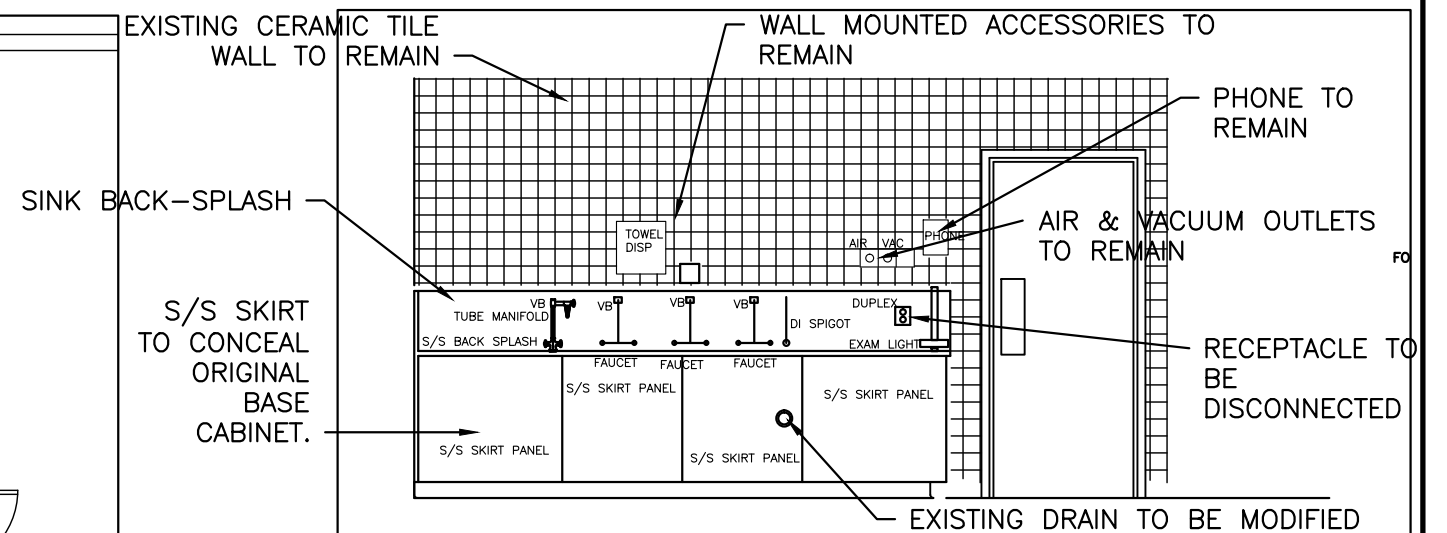 EXISTING CERAMIC TILE
WALL TO REMAIN
WALL MOUNTED ACCESSORIES TO
REMAIN
PHONE TO
REMAIN
SINK BACK-SPLASH
AIR & VACUUM OUTLETS
TO REMAIN
TOWEL
DISP
AIR
VAC
PHONE
FO
S/S SKIRT
TO CONCEAL
ORIGINAL
BASE
CABINET.
VB
TUBE MANIFOLD
S/S BACK SPLASH
VB
VB
VB
DI SPIGOT
DUPLEX
EXAM LIGHT
FAUCET
FAUCET
FAUCET
RECEPTACLE TO
BE
DISCONNECTED
S/S SKIRT PANEL
S/S SKIRT PANEL
S/S SKIRT PANEL
S/S SKIRT PANEL
EXISTING DRAIN TO BE MODIFIED